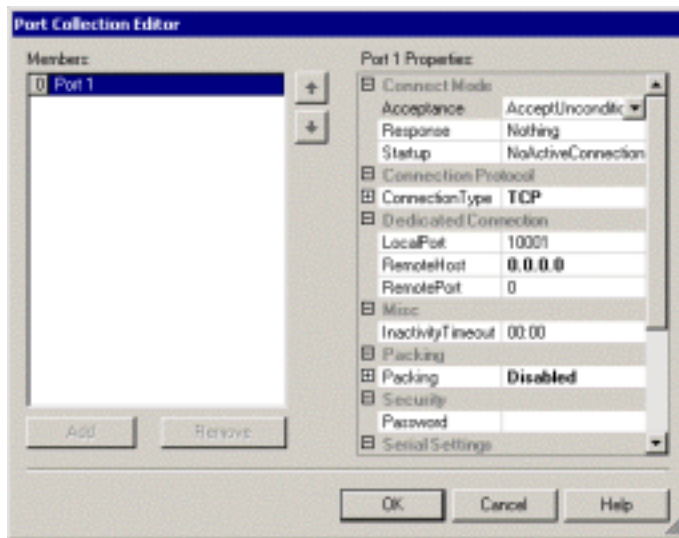 Port Collection Editor
Members:
0 Port 1
Add
Remove
Port 1 Properties:
Connect Mode
Acceptance AcceptUnconditic
Response Nothing
Startup NoActiveConnection
Connection Protocol
ConnectionType TCP
Dedicated Connection
LocalPort 10001
RemoteHost 0.0.0.0
RemotePort 0
Misc
InactivityTimeout 00:00
Packing
Packing Disabled
Security
Password
Serial Settings
OK
Cancel
Help